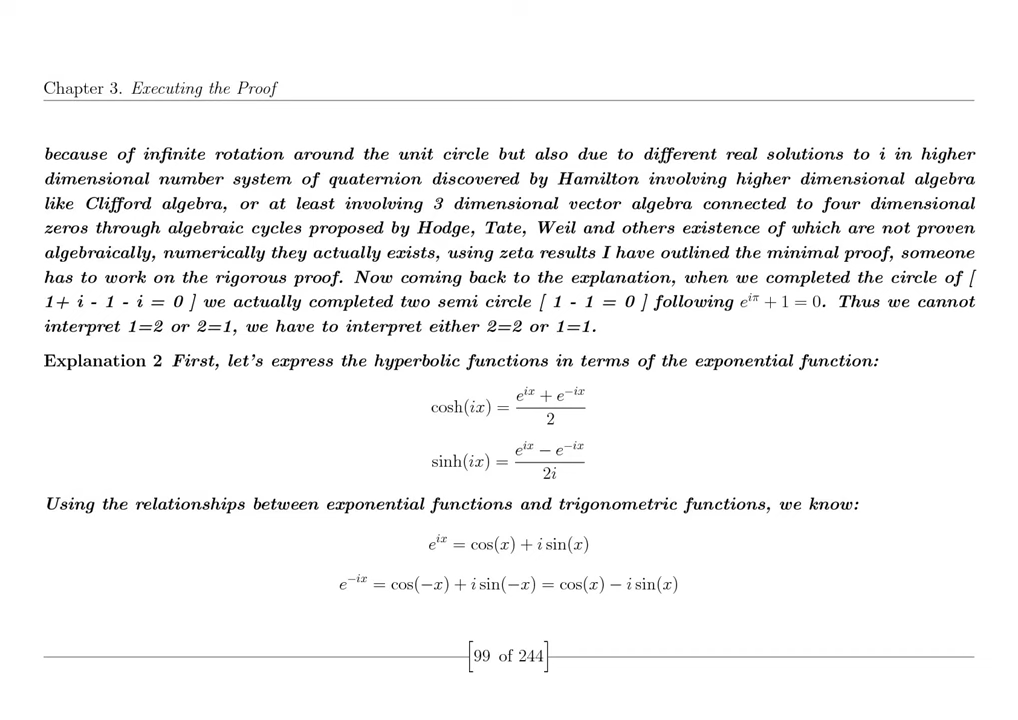 Chapter 3. Executing the Proof
because of infinite rotation around the unit circle but also due to different real solutions to i in higher
dimensional number system of quaternion discovered by Hamilton involving higher dimensional algebra
like Clifford algebra, or at least involving 3 dimensional vector algebra connected to four dimensional
zeros through algebraic cycles proposed by Hodge, Tate, Weil and others existence of which are not proven
algebraically, numerically they actually exists, using zeta results I have outlined the minimal proof, someone
has to work on the rigorous proof. Now coming back to the explanation, when we completed the circle of [
1+ i - 1 - i = 0 ] we actually completed two semi circle [ 1 - 1 = 0 ] following e^{iπ} + 1 = 0. Thus we cannot
interpret 1=2 or 2=1, we have to interpret either 2=2 or 1=1.
Explanation 2 First, let's express the hyperbolic functions in terms of the exponential function:
cosh(ix) = \frac{e^{ix} + e^{-ix}}{2}
sinh(ix) = \frac{e^{ix} − e^{-ix}}{2i}
Using the relationships between exponential functions and trigonometric functions, we know:
e^{ix} = cos(x) + i sin(x)
e^{-ix} = cos(−x) + i sin(−x) = cos(x) − i sin(x)
[99 of 244]